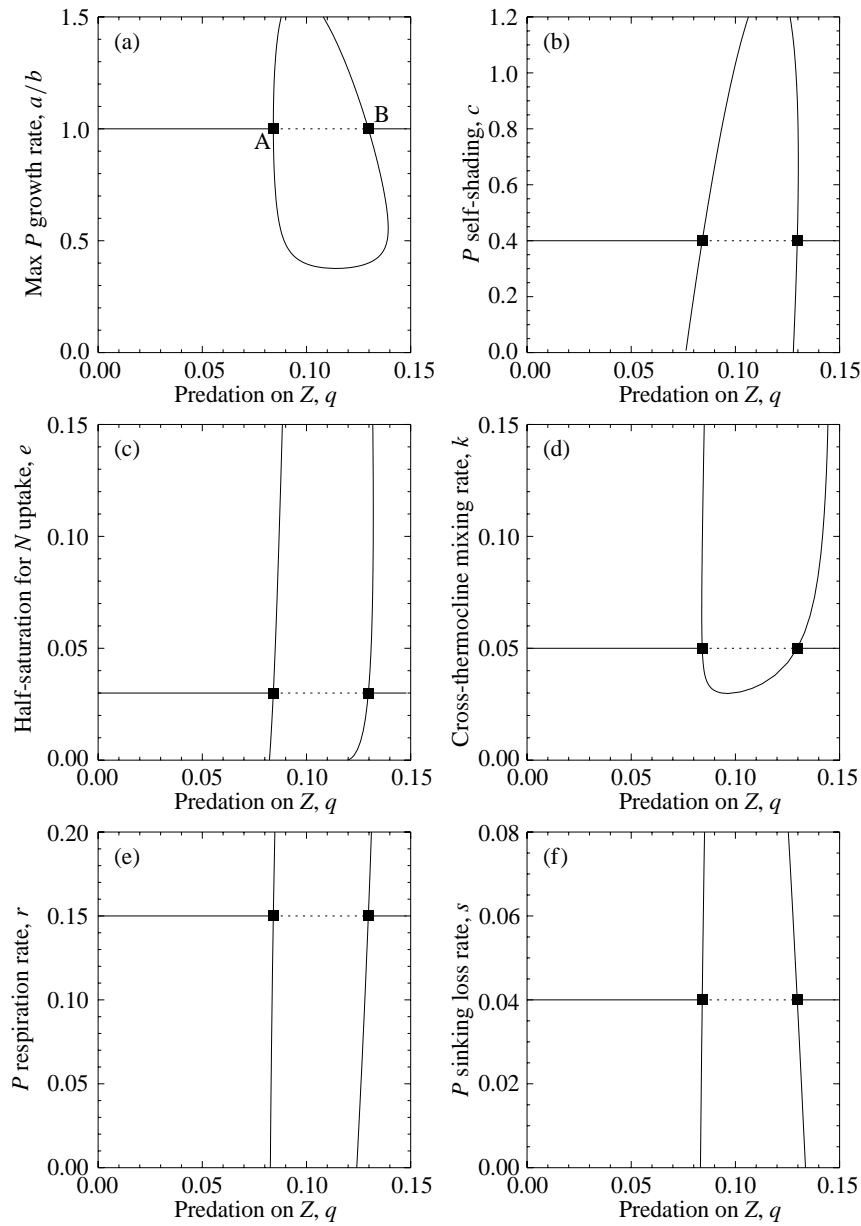 (a)
Max P growth rate, a/b
1.5
1.0
0.5
0.0
A
B
0.00
0.05
0.10
0.15
Predation on Z, q
(b)
P self-shading, c
1.2
1.0
0.8
0.6
0.4
0.2
0.0
0.00
0.05
0.10
0.15
Predation on Z, q
(c)
Half-saturation for N uptake, e
0.15
0.10
0.05
0.00
0.00
0.05
0.10
0.15
Predation on Z, q
(d)
Cross-thermocline mixing rate, k
0.15
0.10
0.05
0.00
0.00
0.05
0.10
0.15
Predation on Z, q
(e)
P respiration rate, r
0.20
0.15
0.10
0.05
0.00
0.00
0.05
0.10
0.15
Predation on Z, q
(f)
P sinking loss rate, s
0.08
0.06
0.04
0.02
0.00
0.00
0.05
0.10
0.15
Predation on Z, q